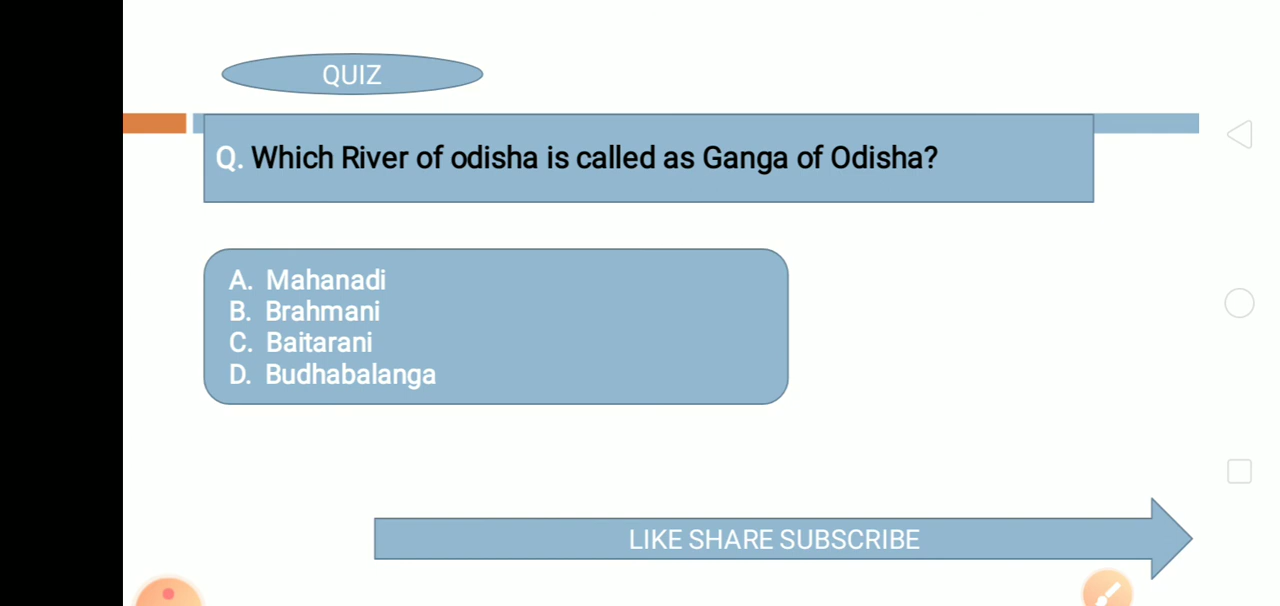 QUIZ
Q. Which River of odisha is called as Ganga of Odisha?
A. Mahanadi
B. Brahmani
C. Baitarani
D. Budhabalanga
LIKE SHARE SUBSCRIBE